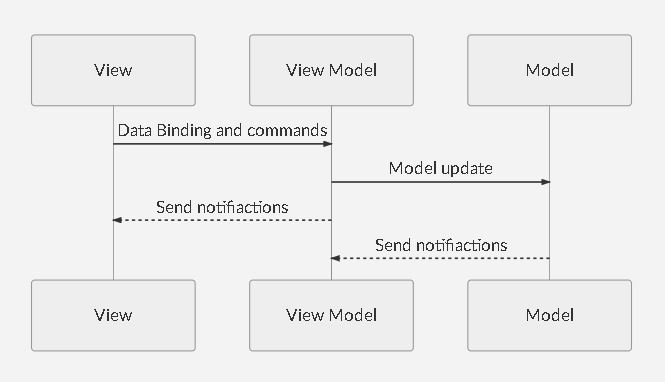 View
View Model
Model
Data Binding and commands
Model update
Send notifiactions
Send notifiactions
View
View Model
Model